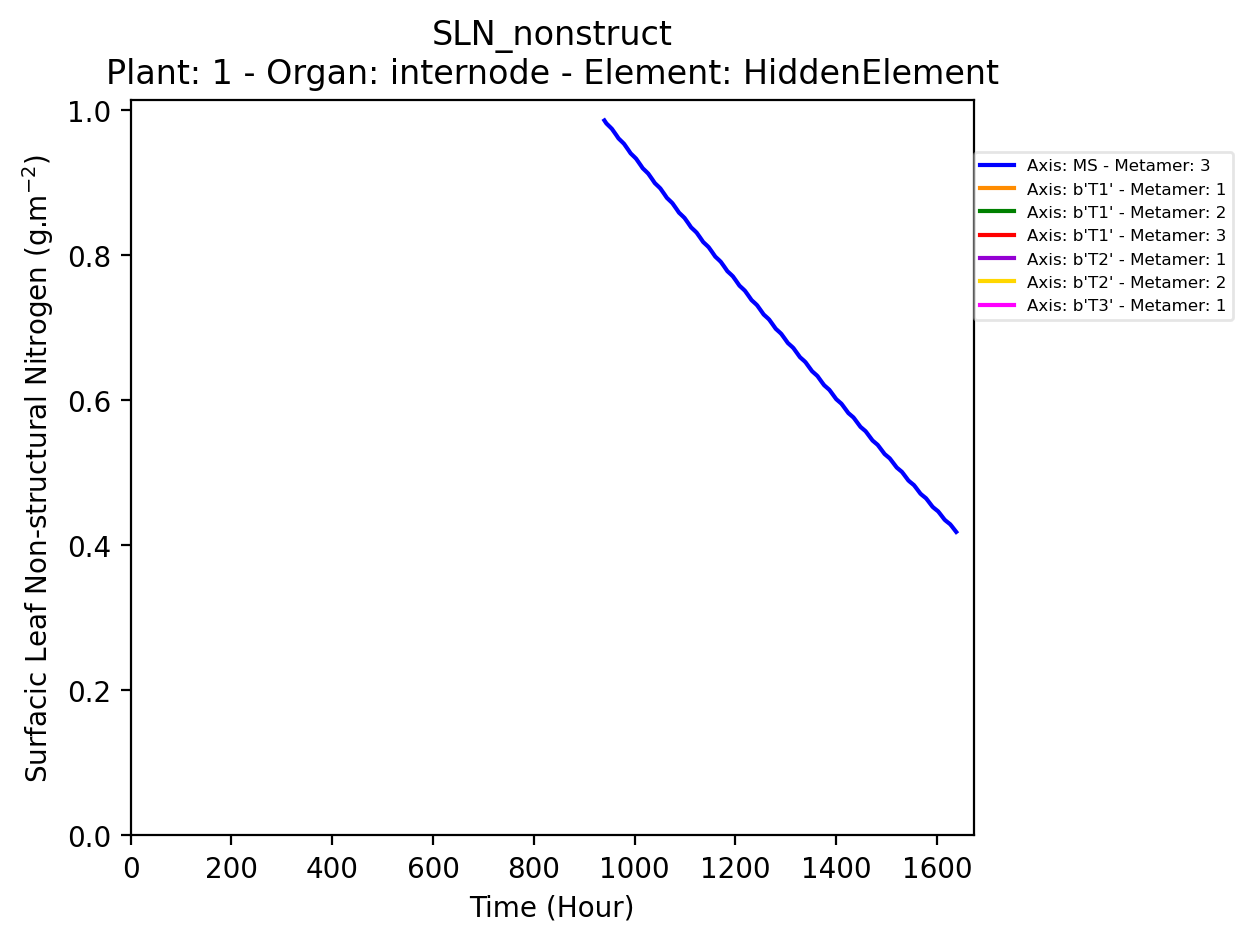 SLN_nonstruct
Plant: 1 - Organ: internode - Element: HiddenElement
Surfacic Leaf Non-structural Nitrogen (g.m⁻²)
1.0
0.8
0.6
0.4
0.2
0.0
0 200 400 600 800 1000 1200 1400 1600
Time (Hour)
Axis: MS - Metamer: 3
Axis: b'T1' - Metamer: 1
Axis: b'T1' - Metamer: 2
Axis: b'T1' - Metamer: 3
Axis: b'T2' - Metamer: 1
Axis: b'T2' - Metamer: 2
Axis: b'T3' - Metamer: 1